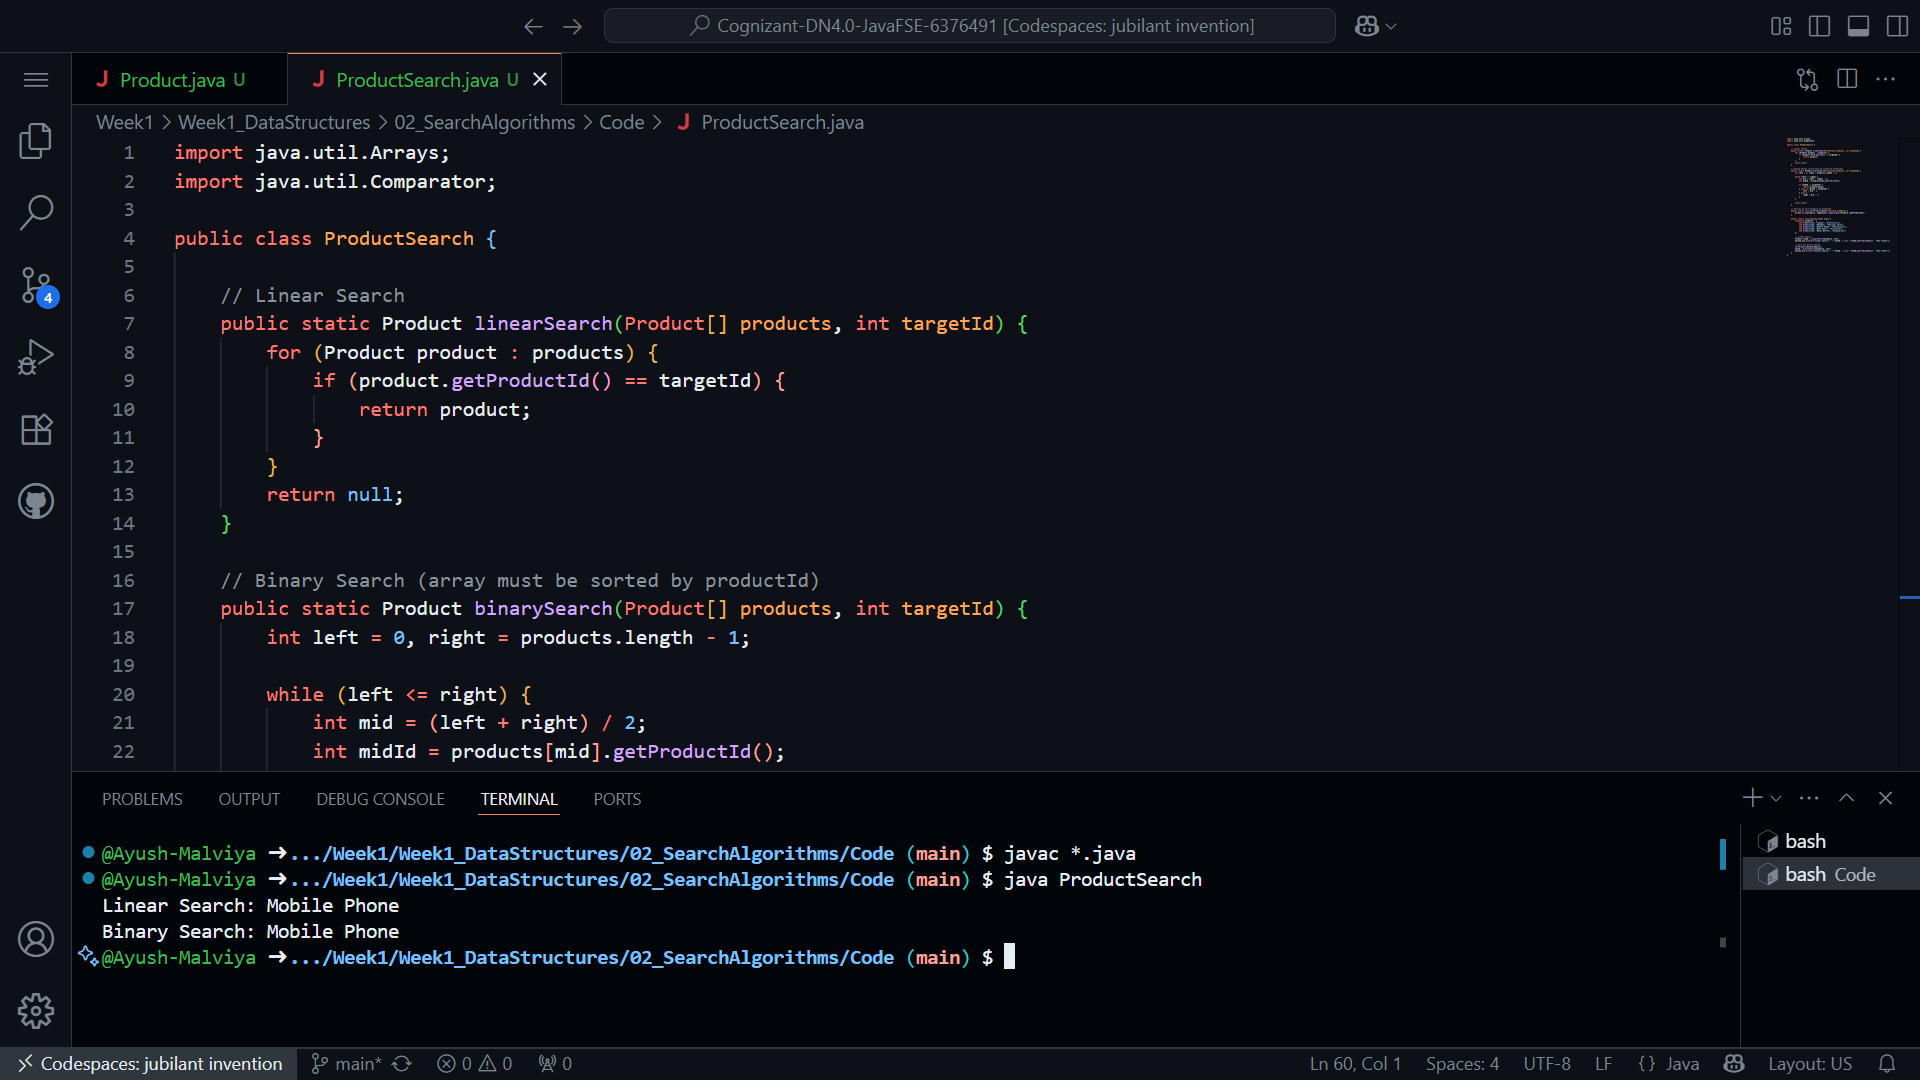 Cognizant-DN4.0-JavaFSE-6376491 [Codespaces: jubilant invention]
Product.java U
ProductSearch.java U
Week1 > Week1_DataStructures > 02_SearchAlgorithms > Code > ProductSearch.java
1 import java.util.Arrays;
2 import java.util.Comparator;
3
4 public class ProductSearch {
5
6 // Linear Search
7 public static Product linearSearch(Product[] products, int targetId) {
8 for (Product product : products) {
9 if (product.getProductId() == targetId) {
10 return product;
11 }
12 }
13 return null;
14 }
15
16 // Binary Search (array must be sorted by productId)
17 public static Product binarySearch(Product[] products, int targetId) {
18 int left = 0, right = products.length - 1;
19
20 while (left <= right) {
21 int mid = (left + right) / 2;
22 int midId = products[mid].getProductId();
4
PROBLEMS OUTPUT DEBUG CONSOLE TERMINAL PORTS
@Ayush-Malviya ➜.../Week1/Week1_DataStructures/02_SearchAlgorithms/Code (main) $ javac *.java
@Ayush-Malviya ➜.../Week1/Week1_DataStructures/02_SearchAlgorithms/Code (main) $ java ProductSearch
Linear Search: Mobile Phone
Binary Search: Mobile Phone
@Ayush-Malviya ➜.../Week1/Week1_DataStructures/02_SearchAlgorithms/Code (main) $
bash
bash Code
Codespaces: jubilant invention main* 0 0 0 Ln 60, Col 1 Spaces: 4 UTF-8 LF {} Java Layout: US